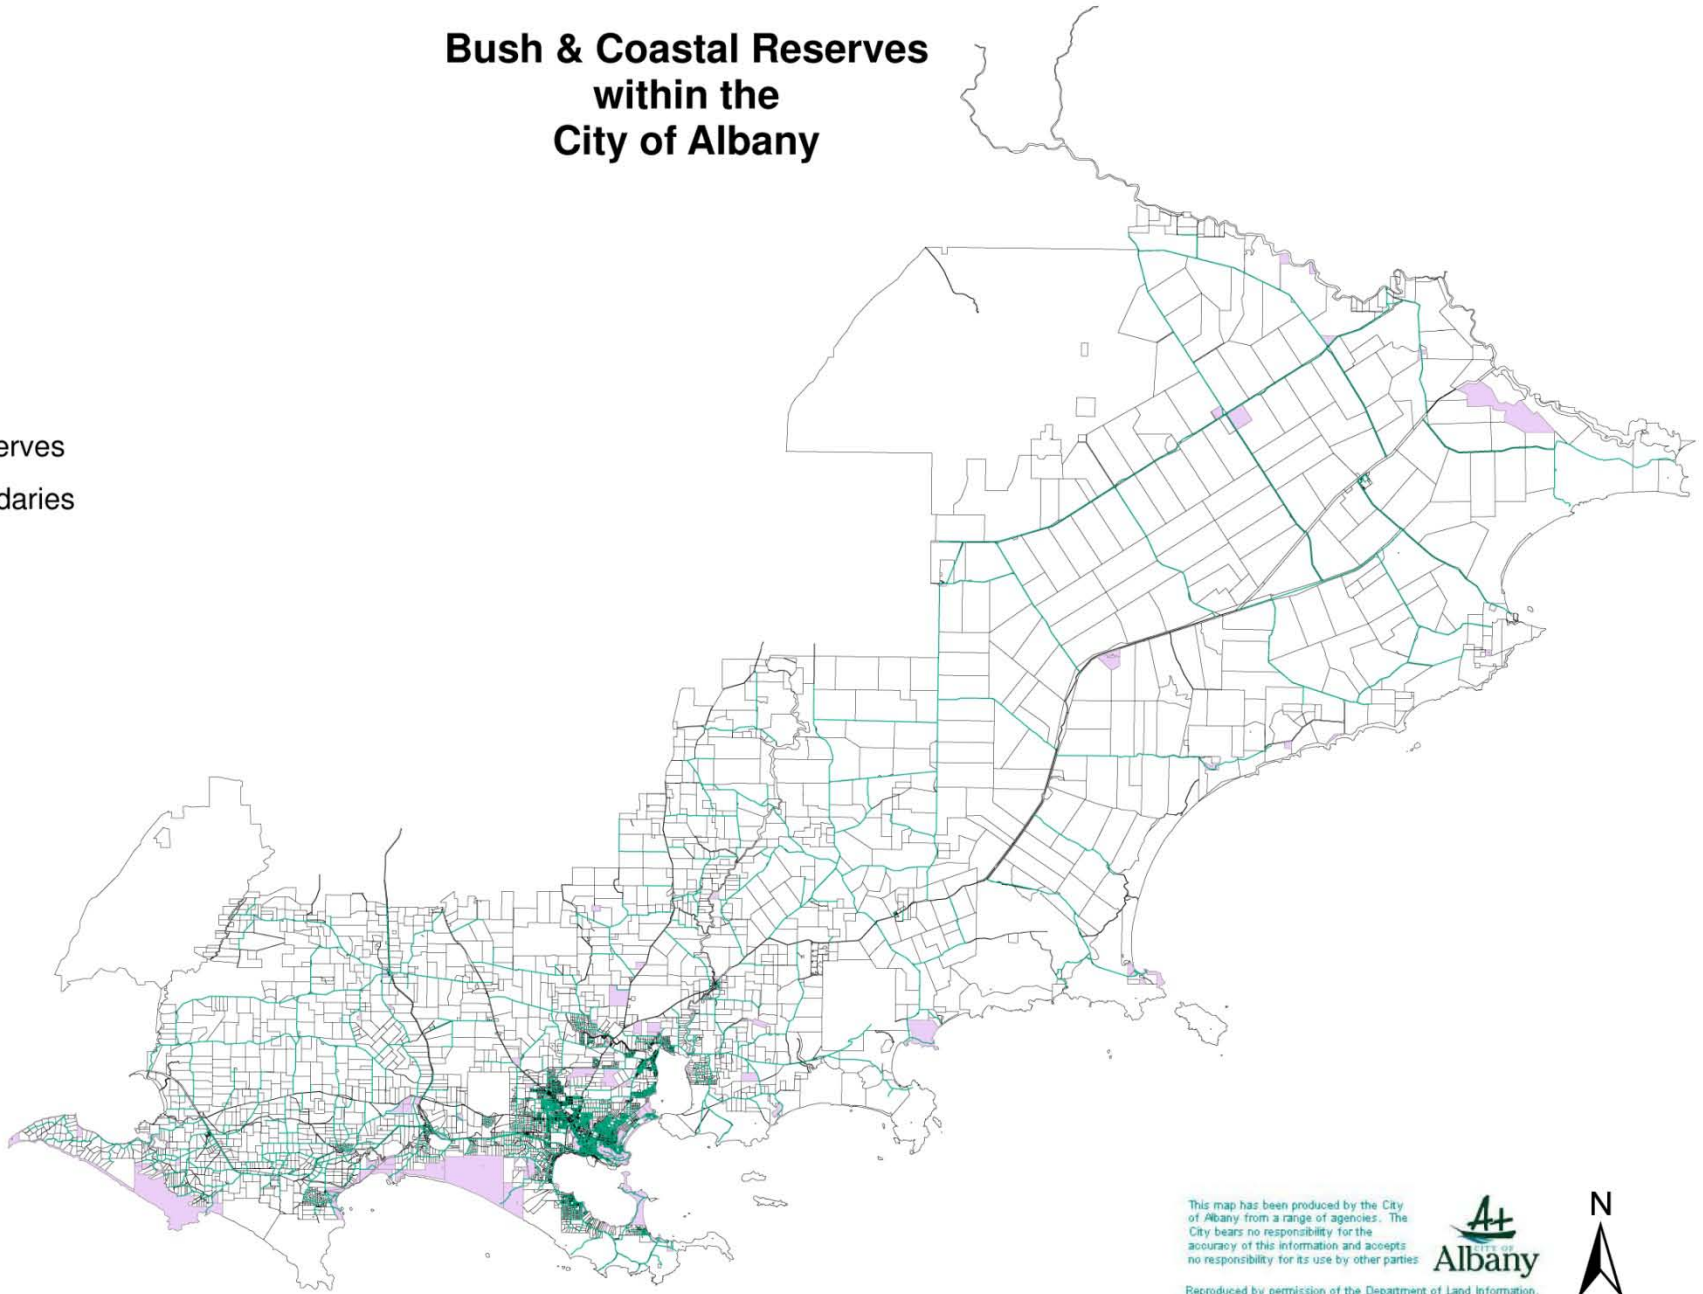 Bush & Coastal Reserves
within the
City of Albany
erves
daries
This map has been produced by the City
of Albany from a range of agencies. The
City bears no responsibility for the
accuracy of this information and accepts
no responsibility for its use by other parties
Reproduced by permission of the Department of Land Information,
CITY OF
Albany
N